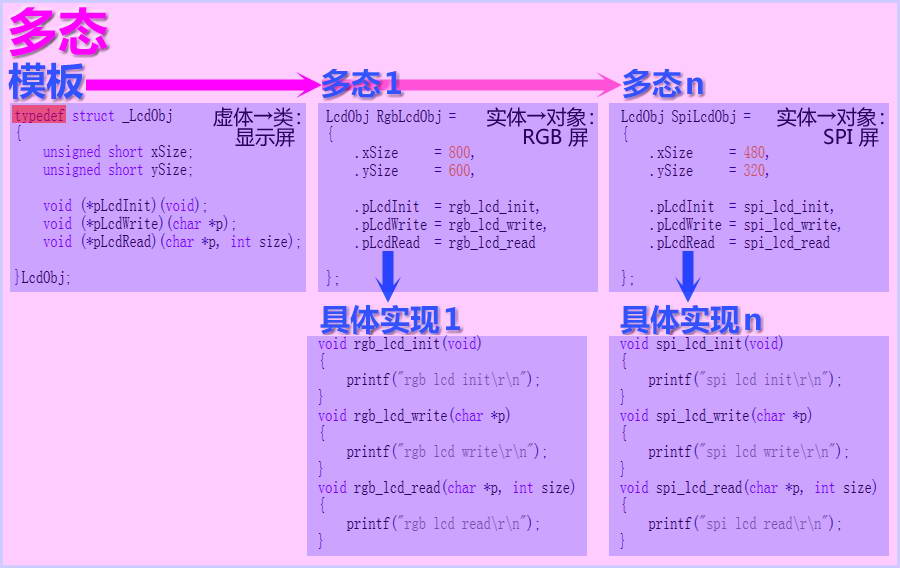 多态
模板
多态1
多态n
typedef struct _LcdObj
虚体→类:
显示屏
{
unsigned short xSize;
unsigned short ySize;
void (*pLcdInit)(void);
void (*pLcdWrite)(char *p);
void (*pLcdRead)(char *p, int size);
}LcdObj;
LcdObj RgbLcdObj =
实体→对象:
RGB 屏
{
.xSize = 800,
.ySize = 600,
.pLcdInit = rgb_lcd_init,
.pLcdWrite = rgb_lcd_write,
.pLcdRead = rgb_lcd_read
};
LcdObj SpiLcdObj =
实体→对象:
SPI 屏
{
.xSize = 480,
.ySize = 320,
.pLcdInit = spi_lcd_init,
.pLcdWrite = spi_lcd_write,
.pLcdRead = spi_lcd_read
};
具体实现1
void rgb_lcd_init(void)
{
printf("rgb lcd init\r\n");
}
void rgb_lcd_write(char *p)
{
printf("rgb lcd write\r\n");
}
void rgb_lcd_read(char *p, int size)
{
printf("rgb lcd read\r\n");
}
具体实现n
void spi_lcd_init(void)
{
printf("spi lcd init\r\n");
}
void spi_lcd_write(char *p)
{
printf("spi lcd write\r\n");
}
void spi_lcd_read(char *p, int size)
{
printf("spi lcd read\r\n");
}